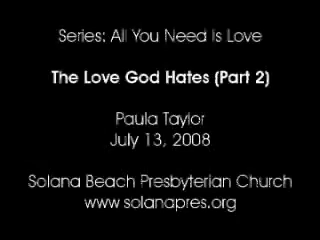 Series: All You Need Is Love
The Love God Hates (Part 2)
Paula Taylor
July 13, 2008
Solana Beach Presbyterian Church
www.solanapres.org